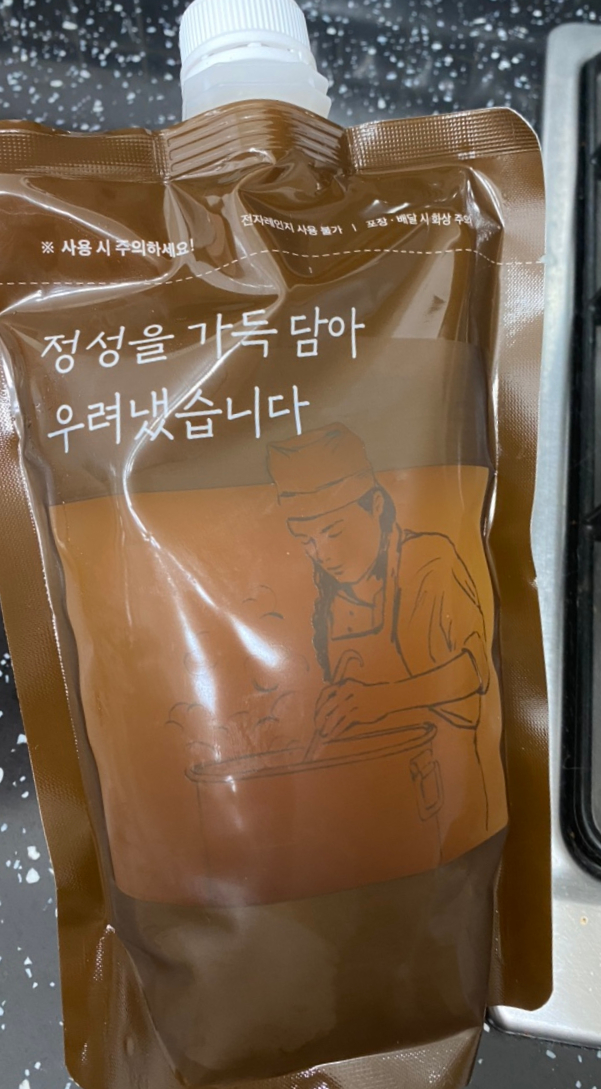 ※ 사용 시 주의하세요!
전자레인지 사용 불가 | 포장·배달 시 화상 주의
정성을 가득 담아
우려냈습니다